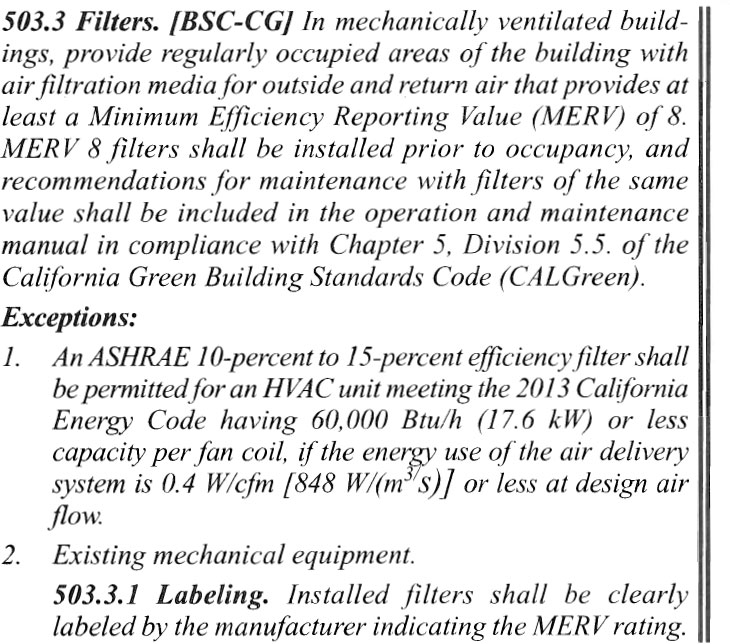 503.3 Filters. [BSC-CG] In mechanically ventilated build-
ings, provide regularly occupied areas of the building with
air filtration media for outside and return air that provides at
least a Minimum Efficiency Reporting Value (MERV) of 8.
MERV 8 filters shall be installed prior to occupancy, and
recommendations for maintenance with filters of the same
value shall be included in the operation and maintenance
manual in compliance with Chapter 5, Division 5.5. of the
California Green Building Standards Code (CALGreen).
Exceptions:
1. An ASHRAE 10-percent to 15-percent efficiency filter shall
be permitted for an HVAC unit meeting the 2013 California
Energy Code having 60,000 Btu/h (17.6 kW) or less
capacity per fan coil, if the energy use of the air delivery
system is 0.4 W/cfm [848 W/(m³/s)] or less at design air
flow.
2. Existing mechanical equipment.
503.3.1 Labeling. Installed filters shall be clearly
labeled by the manufacturer indicating the MERV rating.